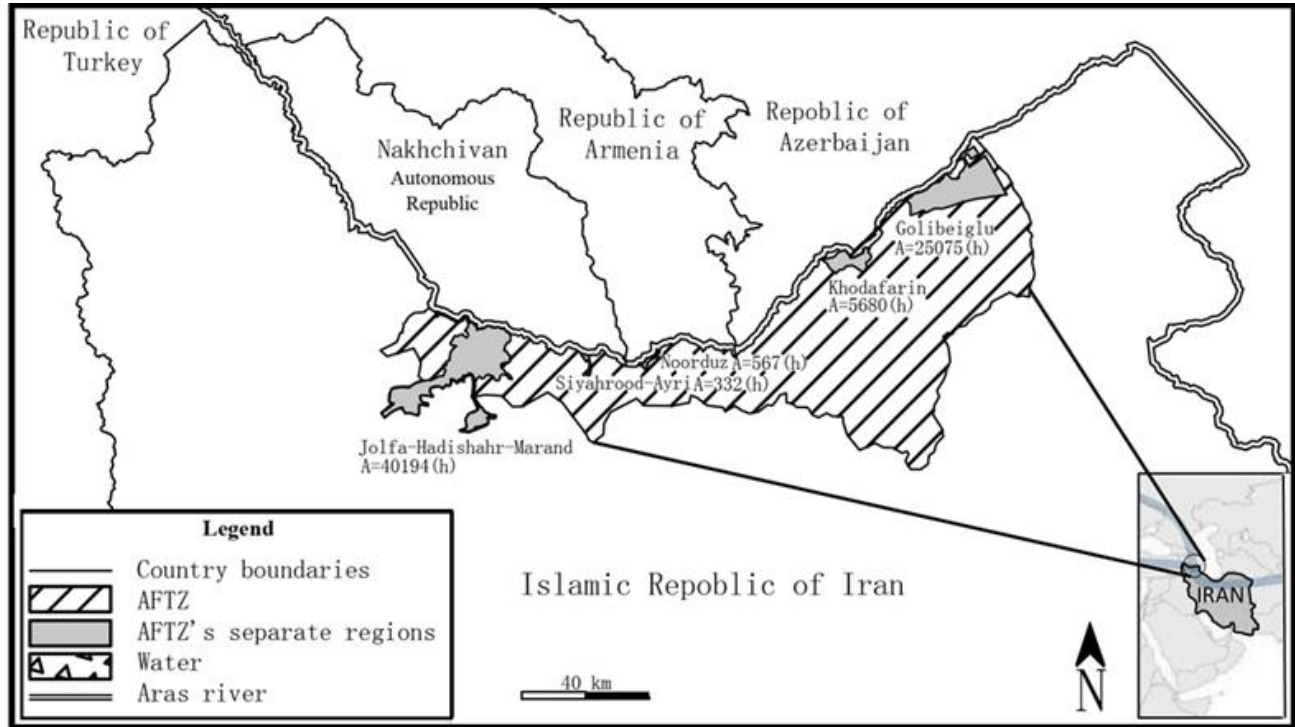 Republic of
Turkey
Nakhchivan
Autonomous
Republic
Republic of
Armenia
Repoblic of
Azerbaijan
Golibeiglu
A=25075(h)
Khodafarin
A=5680(h)
Noorduz A=567(h)
Siyahrood-Ayri A=332(h)
Jolfa-Hadishahr-Marand
A=40194(h)
Legend
Country boundaries
AFTZ
AFTZ's separate regions
Water
Aras river
Islamic Repoblic of Iran
40 km
N
IRAN